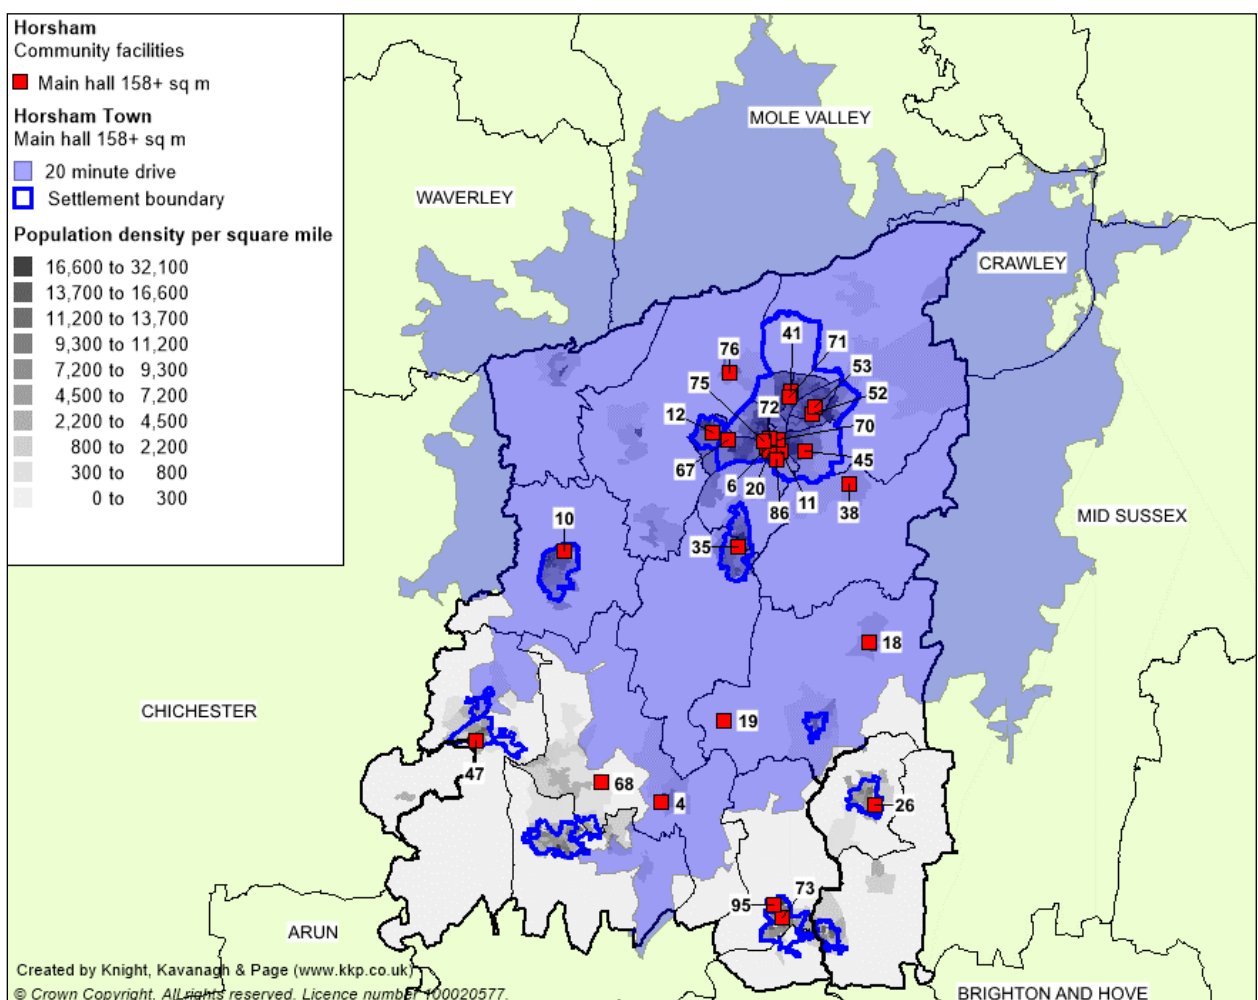 Horsham
Community facilities
Main hall 158+ sq m
Horsham Town
Main hall 158+ sq m
20 minute drive
Settlement boundary
Population density per square mile
16,600 to 32,100
13,700 to 16,600
11,200 to 13,700
9,300 to 11,200
7,200 to 9,300
4,500 to 7,200
2,200 to 4,500
800 to 2,200
300 to 800
0 to 300
MOLE VALLEY
WAVERLEY
CRAWLEY
41
71
76
53
75
52
72
12
70
67
45
6
20
11
86
38
10
35
MID SUSSEX
18
CHICHESTER
19
47
68
4
26
73
95
ARUN
Created by Knight, Kavanagh & Page (www.kkp.co.uk)
© Crown Copyright. All rights reserved. Licence number 100020577.
BRIGHTON AND HOVE